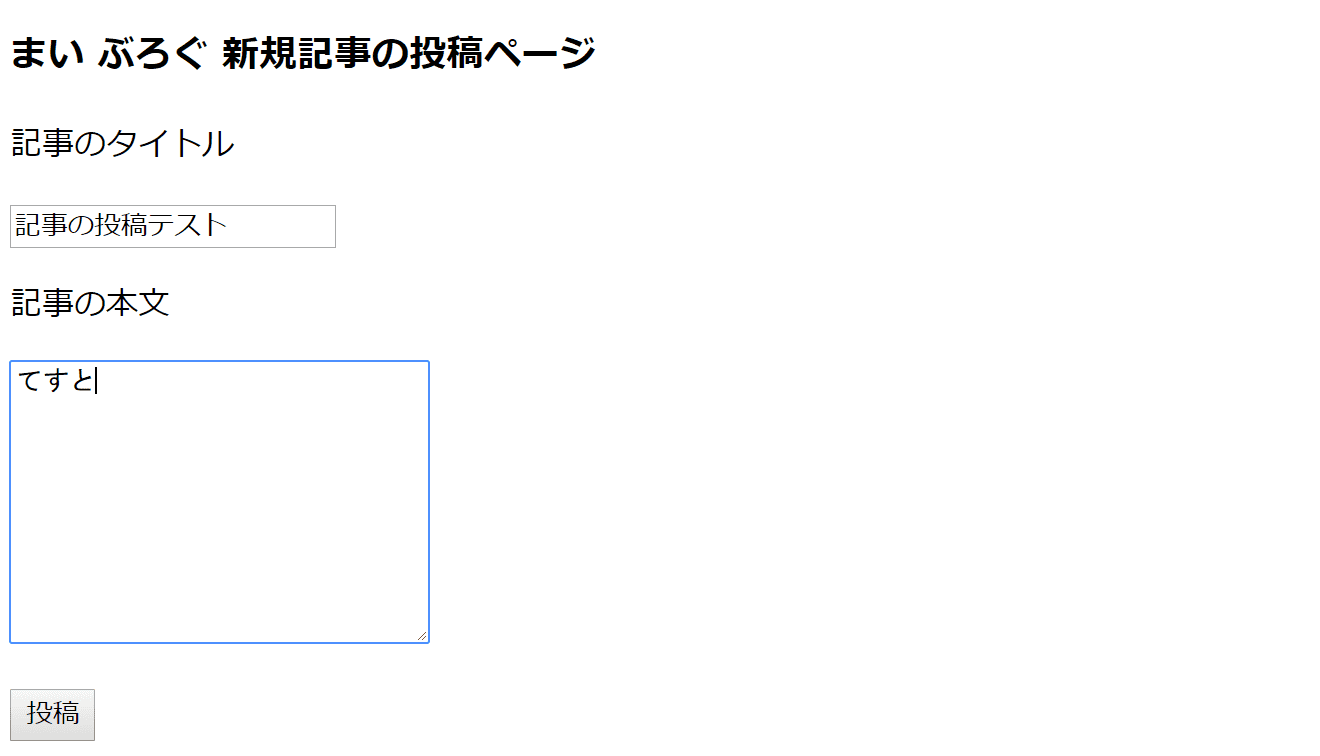 まい ぶろぐ 新規記事の投稿ページ
記事のタイトル
記事の投稿テスト
記事の本文
てすと
投稿